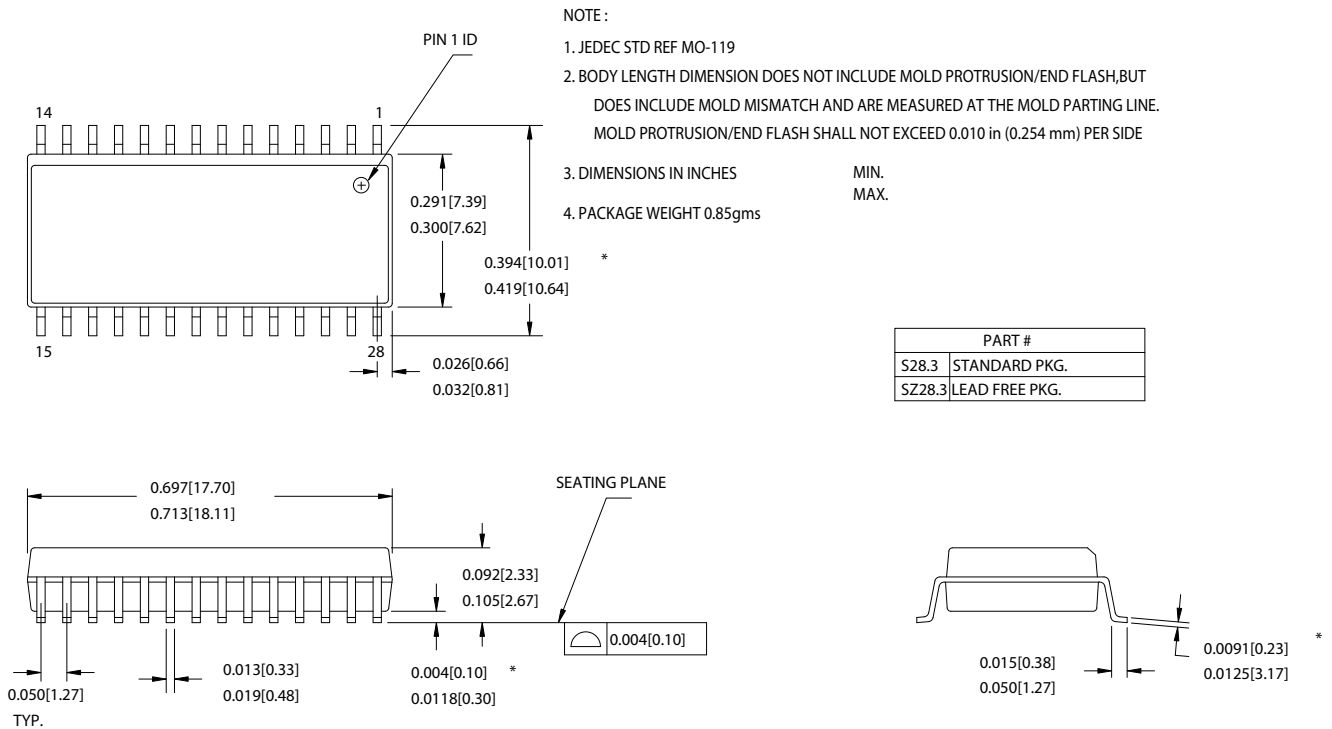 NOTE :
PIN 1 ID
1. JEDEC STD REF MO-119
2. BODY LENGTH DIMENSION DOES NOT INCLUDE MOLD PROTRUSION/END FLASH,BUT
DOES INCLUDE MOLD MISMATCH AND ARE MEASURED AT THE MOLD PARTING LINE.
MOLD PROTRUSION/END FLASH SHALL NOT EXCEED 0.010 in (0.254 mm) PER SIDE
3. DIMENSIONS IN INCHES MIN.
MAX.
4. PACKAGE WEIGHT 0.85gms
14 1
0.291[7.39]
0.300[7.62]
0.394[10.01] *
0.419[10.64]
15 28
0.026[0.66]
0.032[0.81]
PART #
S28.3 STANDARD PKG.
SZ28.3 LEAD FREE PKG.
0.697[17.70]
0.713[18.11]
SEATING PLANE
0.092[2.33]
0.105[2.67]
0.004[0.10]
0.050[1.27]
TYP.
0.013[0.33]
0.019[0.48]
0.004[0.10] *
0.0118[0.30]
0.015[0.38]
0.050[1.27]
0.0091[0.23] *
0.0125[3.17]